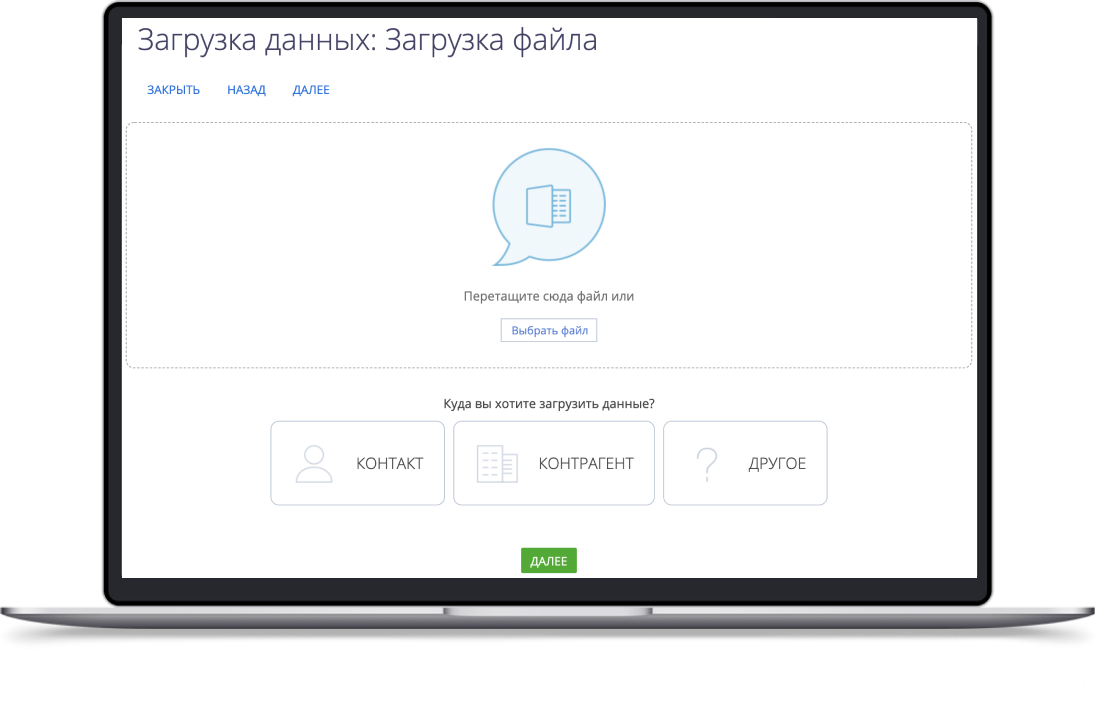 Загрузка данных: Загрузка файла
ЗАКРЫТЬ НАЗАД ДАЛЕЕ
Перетащите сюда файл или
Выбрать файл
Куда вы хотите загрузить данные?
КОНТАКТ КОНТРАГЕНТ ДРУГОЕ
ДАЛЕЕ